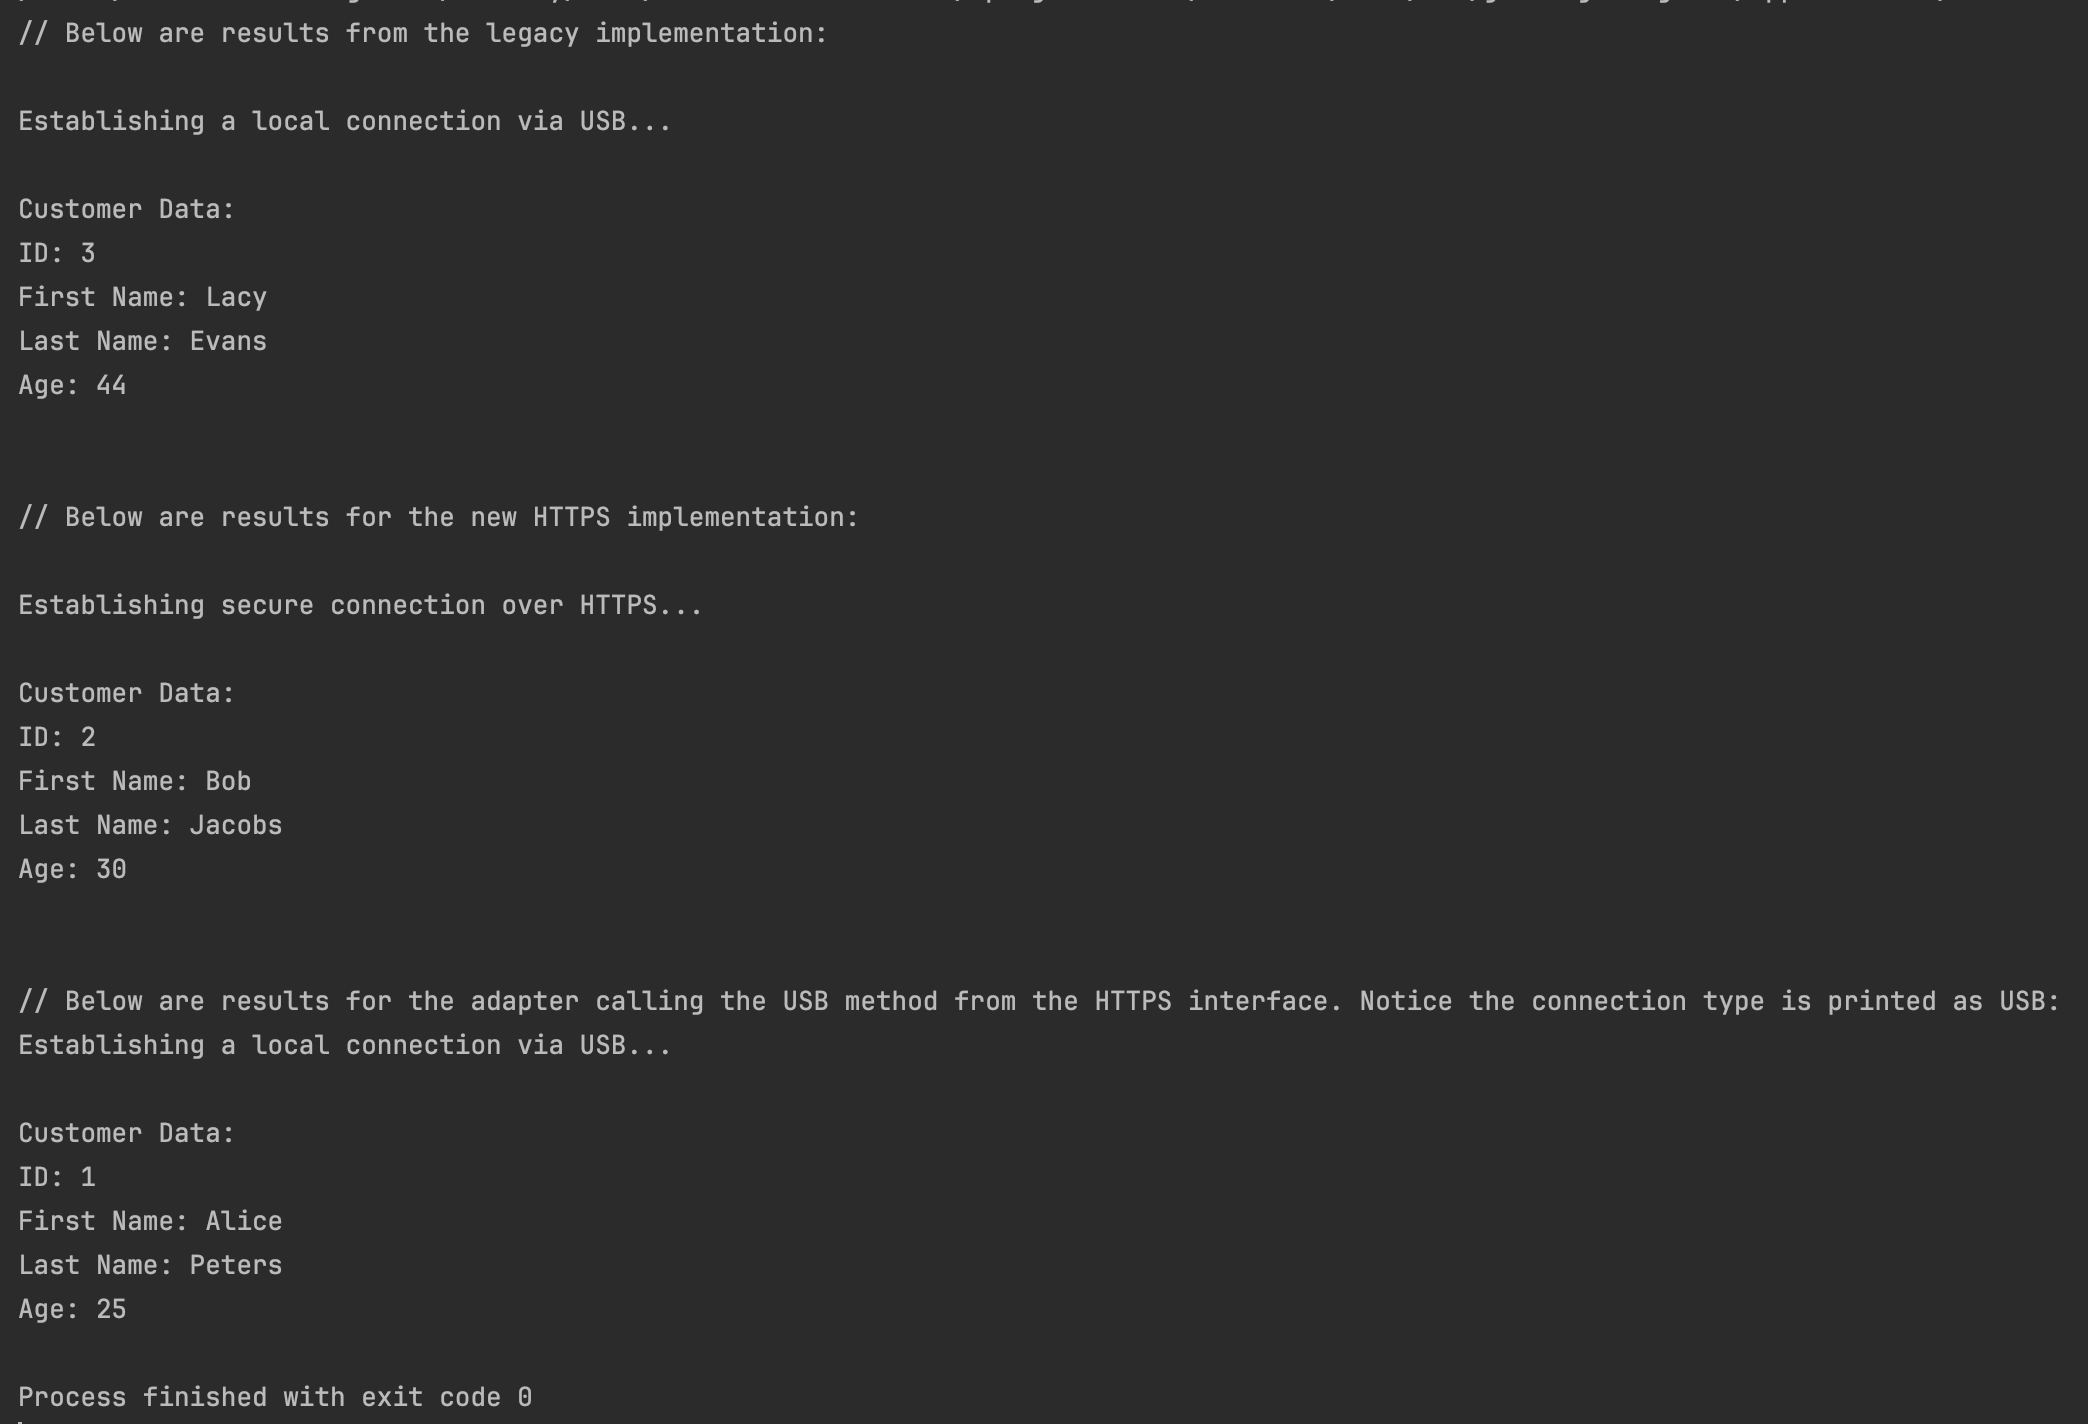 // Below are results from the legacy implementation:
Establishing a local connection via USB...
Customer Data:
ID: 3
First Name: Lacy
Last Name: Evans
Age: 44
// Below are results for the new HTTPS implementation:
Establishing secure connection over HTTPS...
Customer Data:
ID: 2
First Name: Bob
Last Name: Jacobs
Age: 30
// Below are results for the adapter calling the USB method from the HTTPS interface. Notice the connection type is printed as USB:
Establishing a local connection via USB...
Customer Data:
ID: 1
First Name: Alice
Last Name: Peters
Age: 25
Process finished with exit code 0